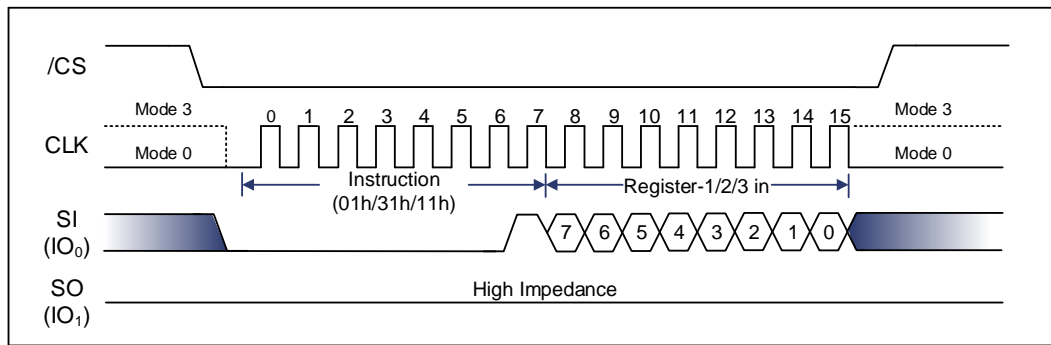 /CS
Mode 3 Mode 3
0 1 2 3 4 5 6 7 8 9 10 11 12 13 14 15
CLK
Mode 0 Mode 0
Instruction
(01h/31h/11h)
Register-1/2/3 in
SI
(IO₀)
7 6 5 4 3 2 1 0
SO
(IO₁)
High Impedance